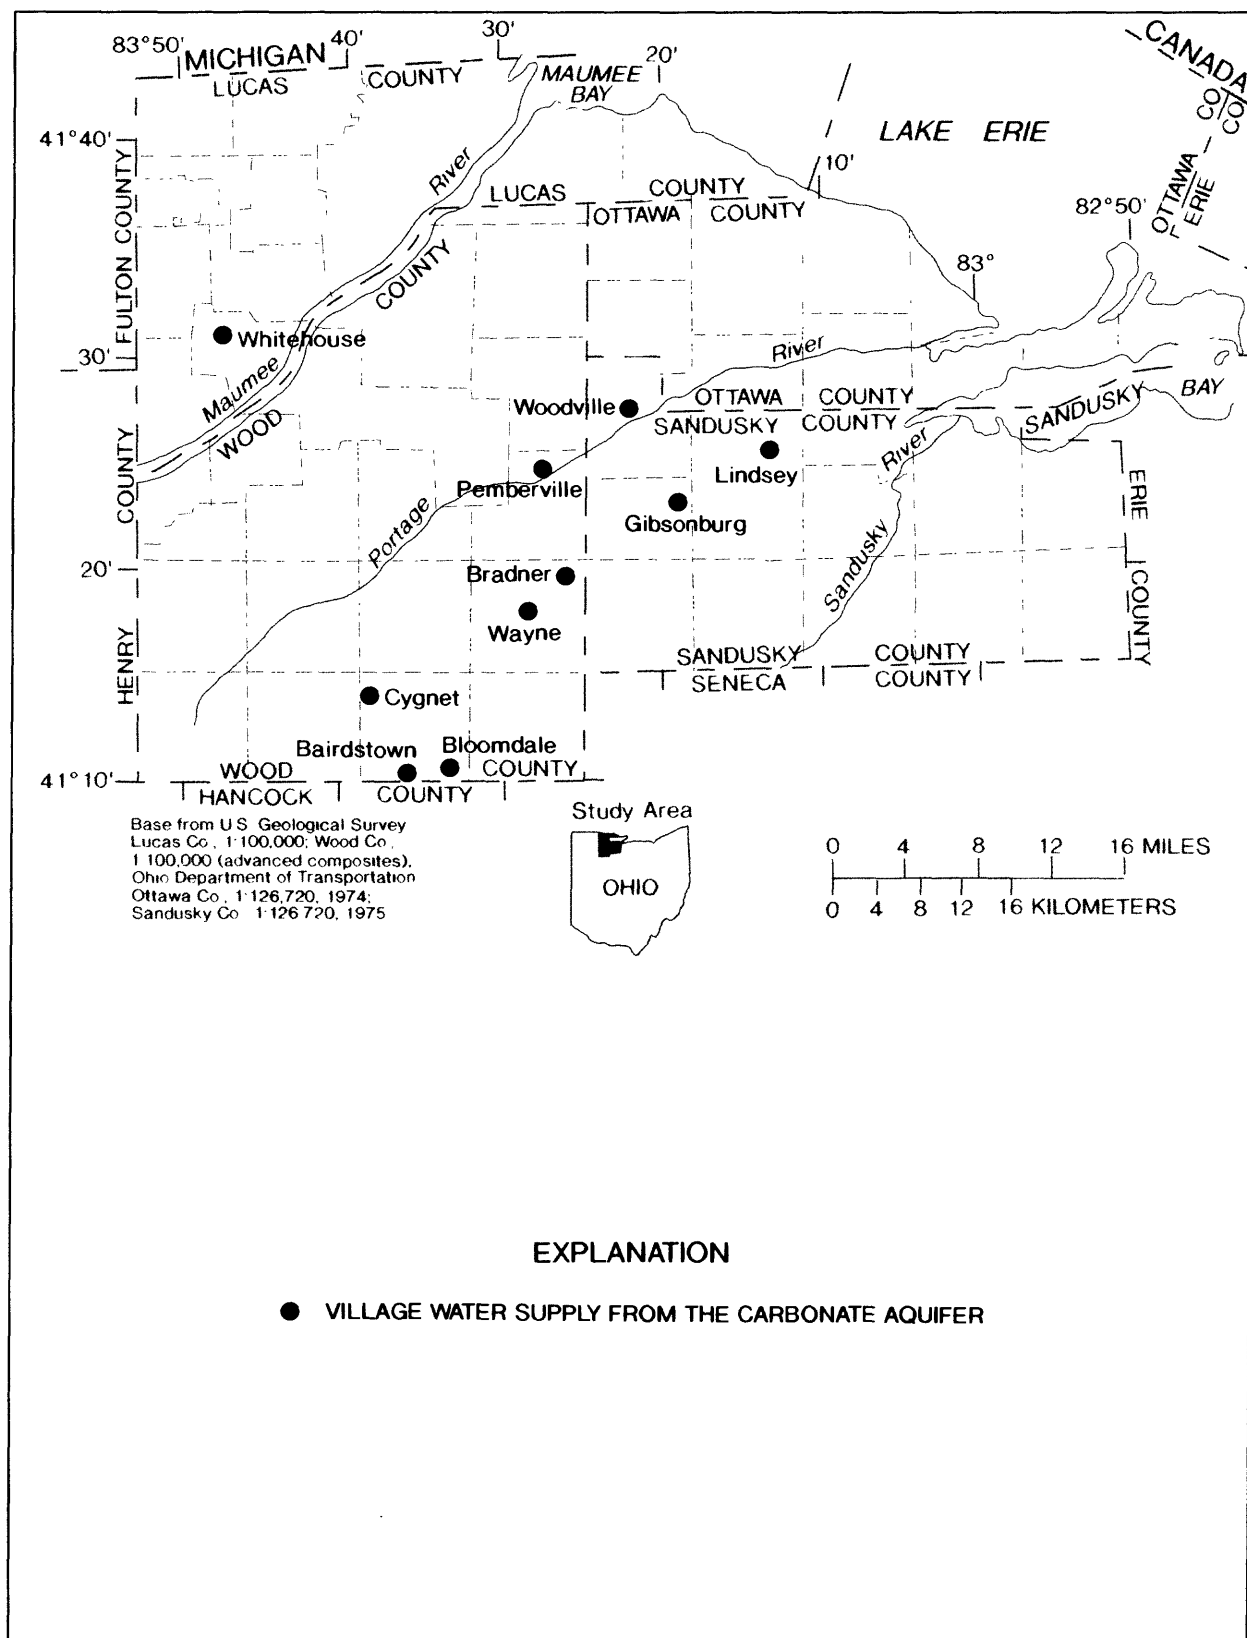 83°50'
40'
30'
20'
MICHIGAN
LUCAS
COUNTY
MAUMEE
BAY
CANADA
CO
CO
41°40'
LAKE ERIE
River
10'
OTTAWA
ERIE
LUCAS
COUNTY
OTTAWA
COUNTY
82°50'
FULTON COUNTY
COUNTY
83°
Whitehouse
30'
River
Maumee
WOOD
Woodville
OTTAWA COUNTY
SANDUSKY COUNTY
SANDUSKY
BAY
River
Lindsey
Pemberville
COUNTY
ERIE
Portage
Gibsonburg
Sandusky
20'
Bradner
COUNTY
Wayne
HENRY
SANDUSKY
COUNTY
SENECA
COUNTY
Cygnet
Bairdstown
Bloomdale
41°10'
WOOD
COUNTY
HANCOCK
COUNTY
Base from U S Geological Survey
Lucas Co , 1:100,000; Wood Co ,
1 100,000 (advanced composites),
Ohio Department of Transportation
Ottawa Co , 1:126,720, 1974;
Sandusky Co 1:126 720, 1975
Study Area
OHIO
0 4 8 12 16 MILES
0 4 8 12 16 KILOMETERS
EXPLANATION
VILLAGE WATER SUPPLY FROM THE CARBONATE AQUIFER